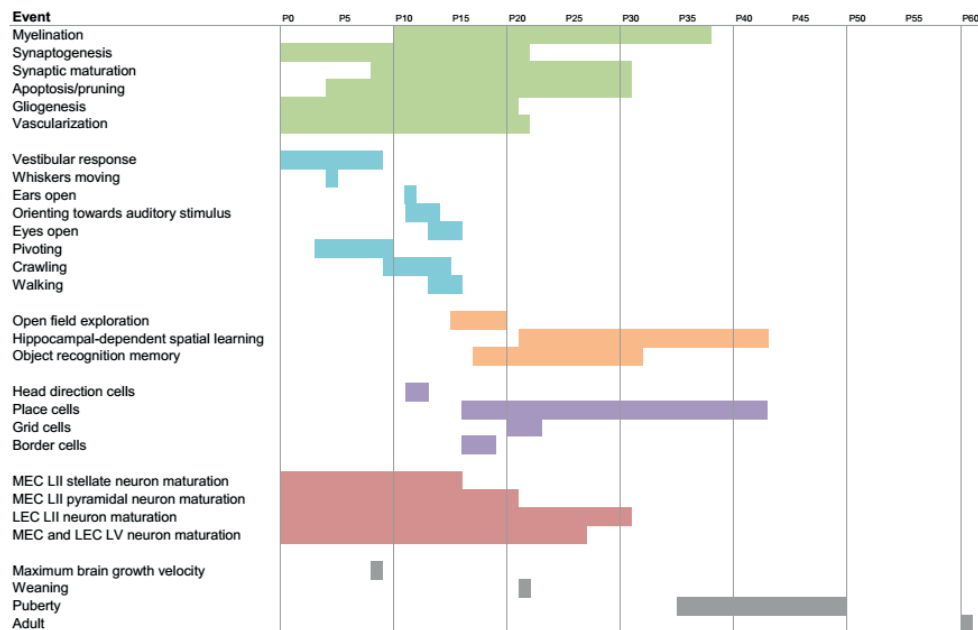 Event P0 P5 P10 P15 P20 P25 P30 P35 P40 P45 P50 P55 P60
Myelination
Synaptogenesis
Synaptic maturation
Apoptosis/pruning
Gliogenesis
Vascularization
Vestibular response
Whiskers moving
Ears open
Orienting towards auditory stimulus
Eyes open
Pivoting
Crawling
Walking
Open field exploration
Hippocampal-dependent spatial learning
Object recognition memory
Head direction cells
Place cells
Grid cells
Border cells
MEC LII stellate neuron maturation
MEC LII pyramidal neuron maturation
LEC LII neuron maturation
MEC and LEC LV neuron maturation
Maximum brain growth velocity
Weaning
Puberty
Adult